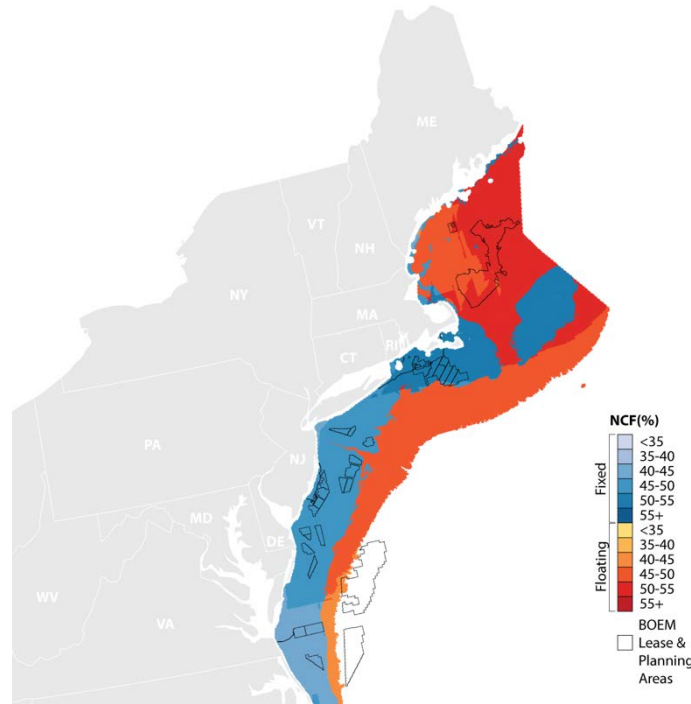 ME
VT
NH
NY
MA
CT
RI
PA
NJ
MD
DE
WV
VA
NCF(%)
Fixed
<35
35-40
40-45
45-50
50-55
55+
Floating
<35
35-40
40-45
45-50
50-55
55+
BOEM
Lease &
Planning
Areas